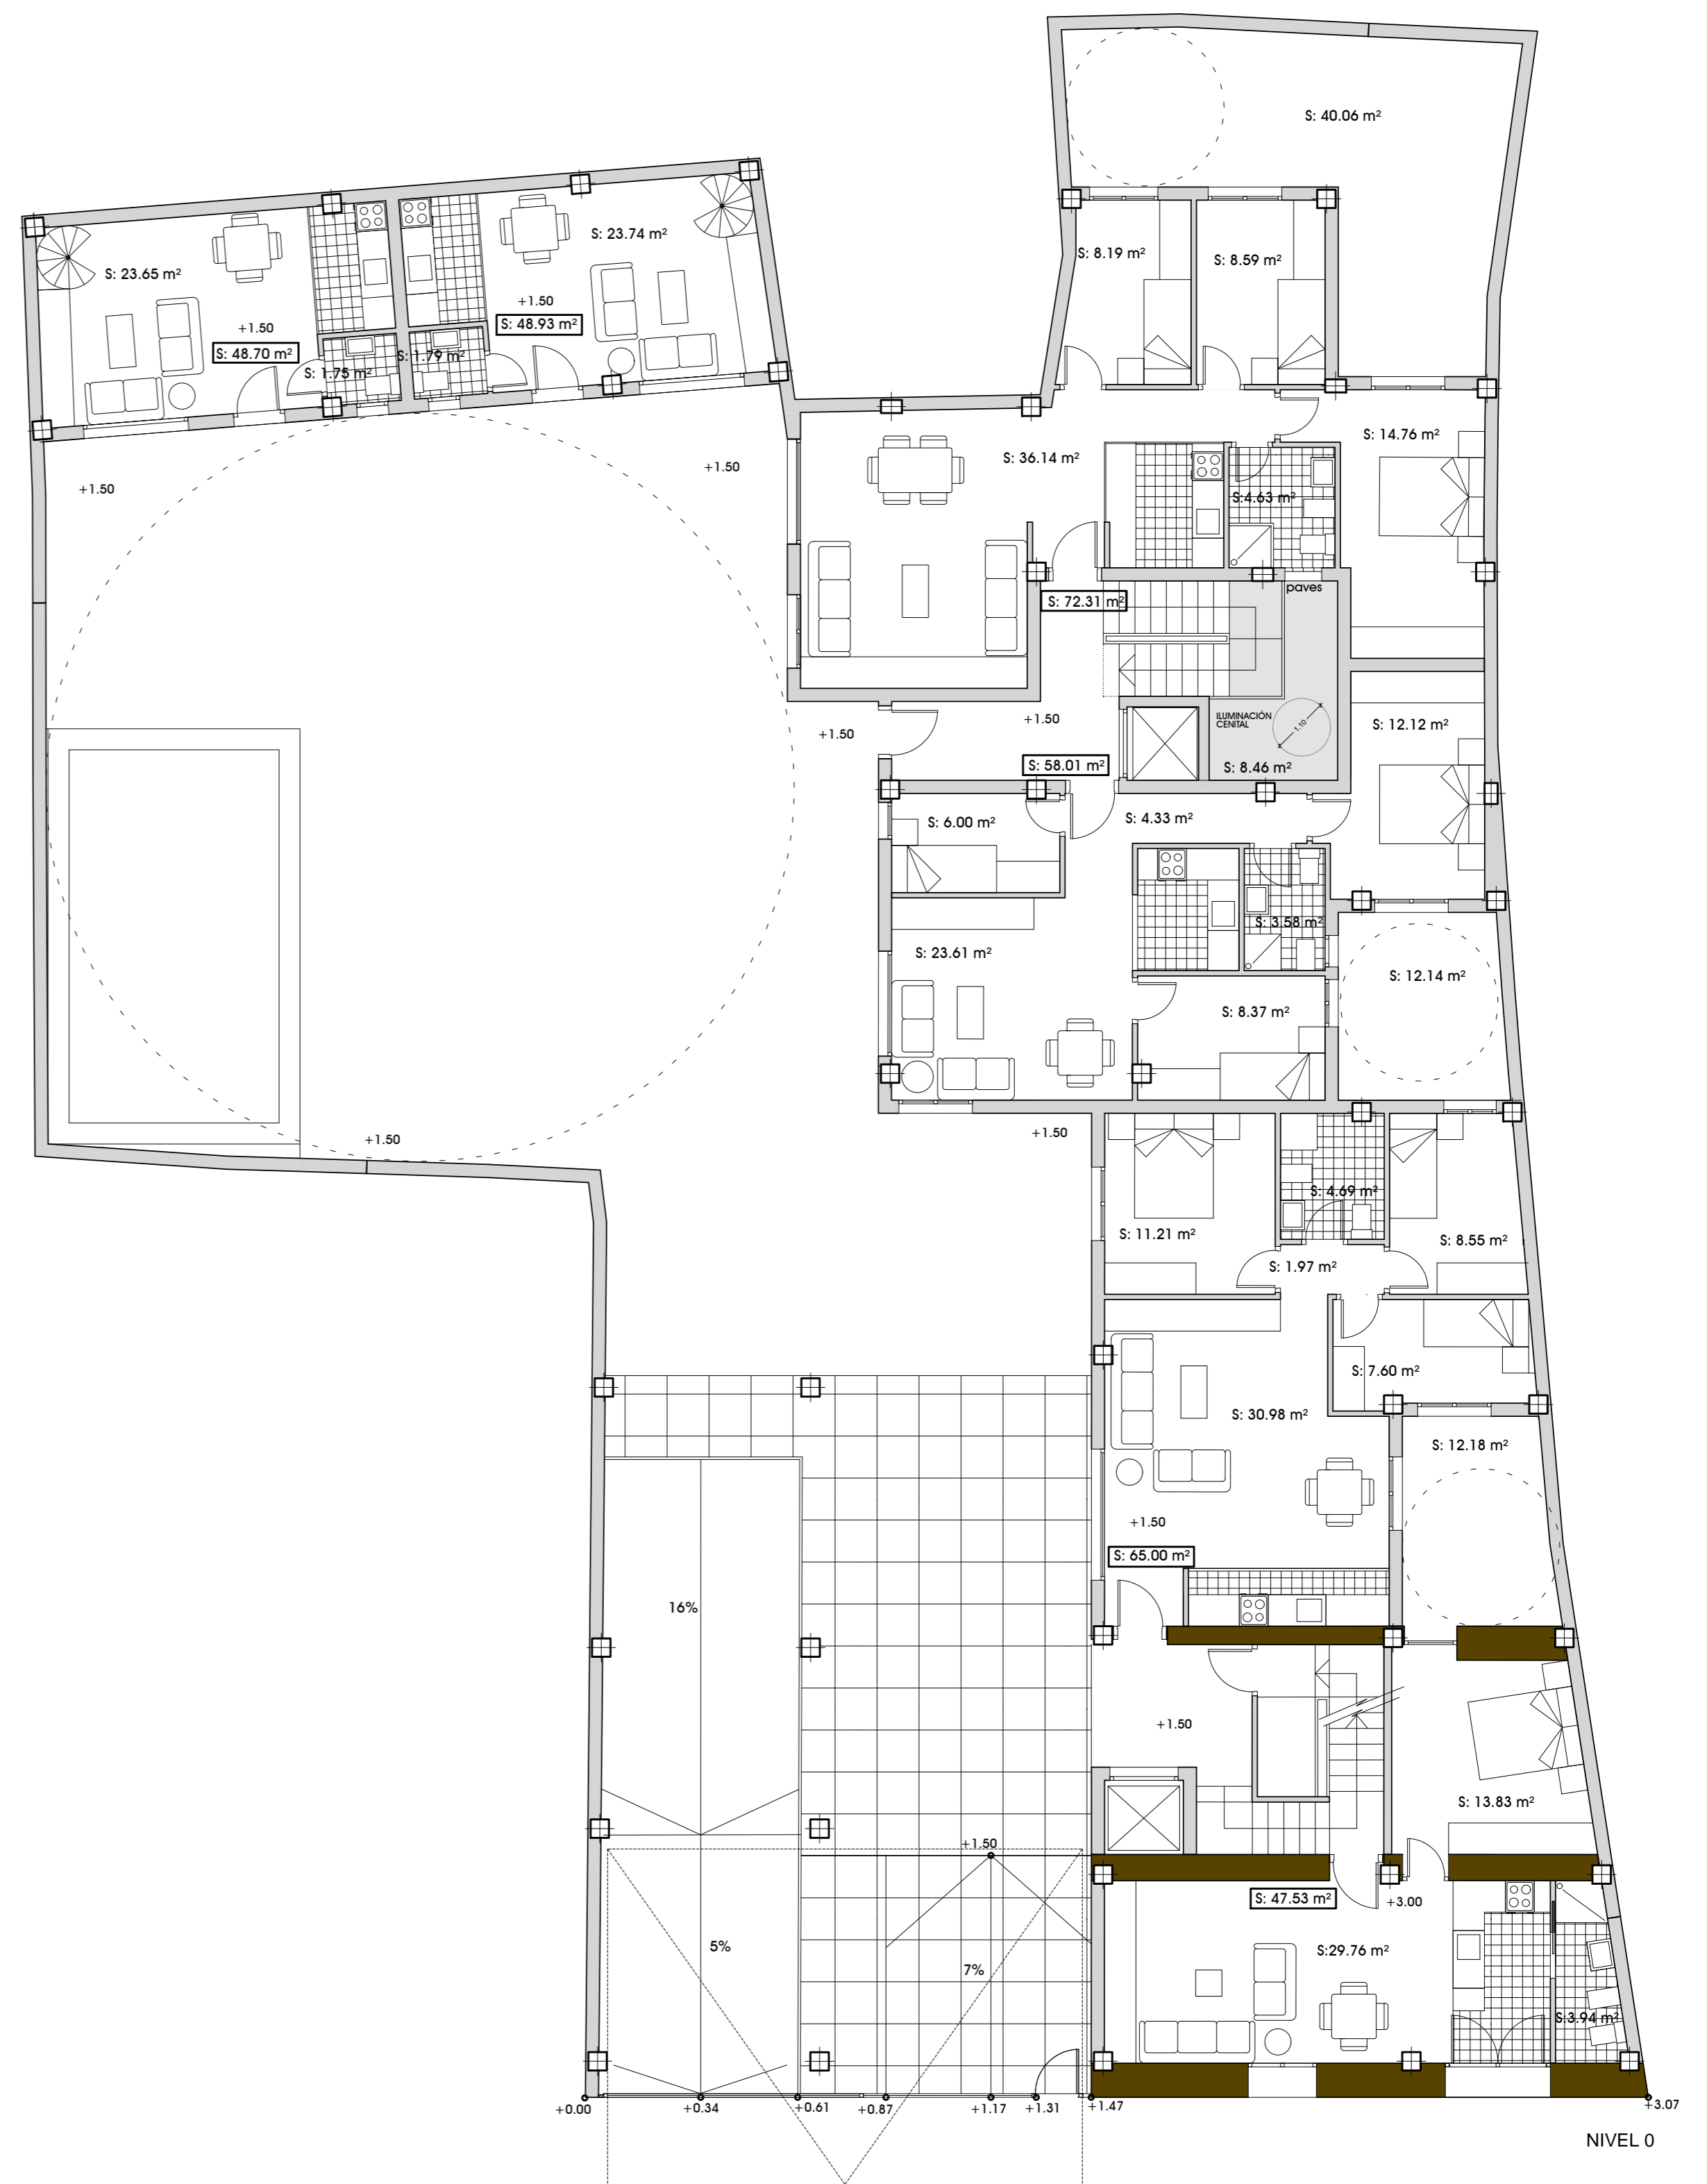 S: 40.06 m²
S: 23.74 m²
S: 8.19 m²
S: 8.59 m²
S: 23.65 m²
+1.50
S: 48.93 m²
+1.50
S: 48.70 m²
S: 1.79 m²
S: 1.75 m²
S: 14.76 m²
S: 36.14 m²
+1.50
+1.50
S:4.63 m²
paves
S: 72.31 m²
ILUMINACIÓN
CENITAL
1.10
+1.50
S: 12.12 m²
+1.50
S: 58.01 m²
S: 8.46 m²
S: 6.00 m²
S: 4.33 m²
S: 3.58 m²
S: 23.61 m²
S: 12.14 m²
S: 8.37 m²
+1.50
+1.50
S: 4.69 m²
S: 11.21 m²
S: 8.55 m²
S: 1.97 m²
S: 7.60 m²
S: 30.98 m²
S: 12.18 m²
+1.50
S: 65.00 m²
16%
+1.50
S: 13.83 m²
+1.50
S: 47.53 m²
+3.00
5%
S:29.76 m²
7%
S:3.94 m²
+0.00
+0.34
+0.61
+0.87
+1.17
+1.31
+1.47
+3.07
NIVEL 0